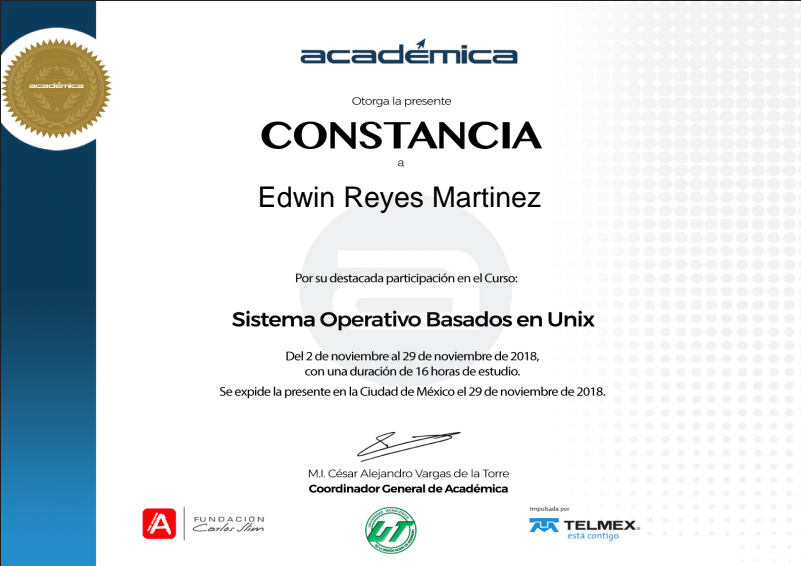 académica
académica
Otorga la presente
CONSTANCIA
a
Edwin Reyes Martinez
Por su destacada participación en el Curso:
Sistema Operativo Basados en Unix
Del 2 de noviembre al 29 de noviembre de 2018,
con una duración de 16 horas de estudio.
Se expide la presente en la Ciudad de México el 29 de noviembre de 2018.
M.I. César Alejandro Vargas de la Torre
Coordinador General de Académica
FUNDACIÓN
Carlos Slim
UT
Impulsada por
TELMEX
está contigo